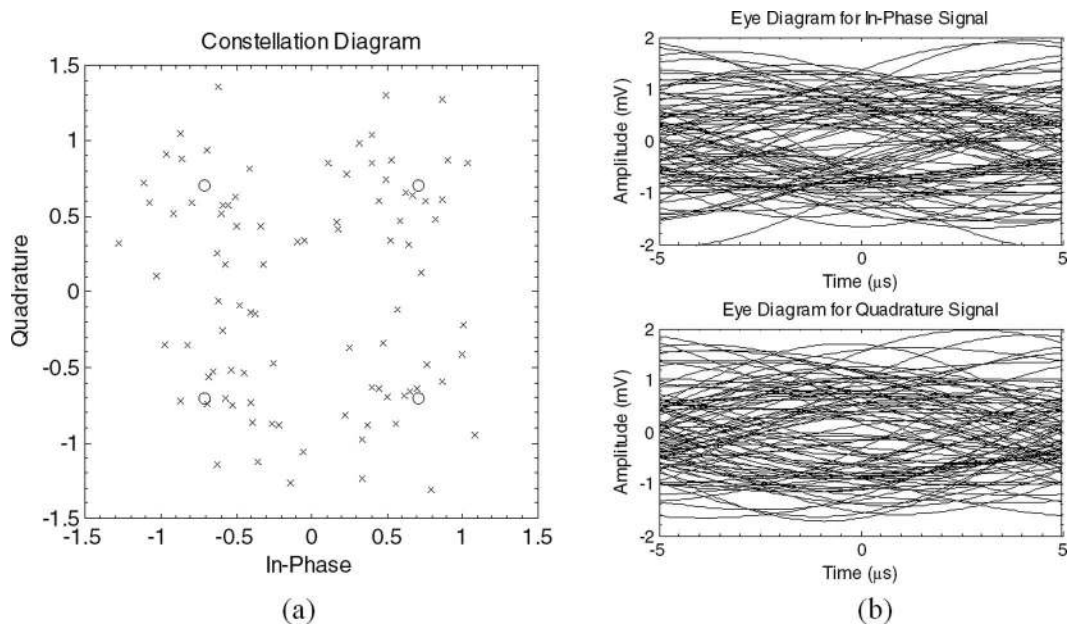 Constellation Diagram
1.5
1
0.5
0
-0.5
-1
-1.5
Quadrature
-1.5
-1
-0.5
0
0.5
1
1.5
In-Phase
(a)
Eye Diagram for In-Phase Signal
2
1
0
-1
-2
Amplitude (mV)
-5
0
5
Time (μs)
Eye Diagram for Quadrature Signal
2
1
0
-1
-2
Amplitude (mV)
-5
0
5
Time (μs)
(b)